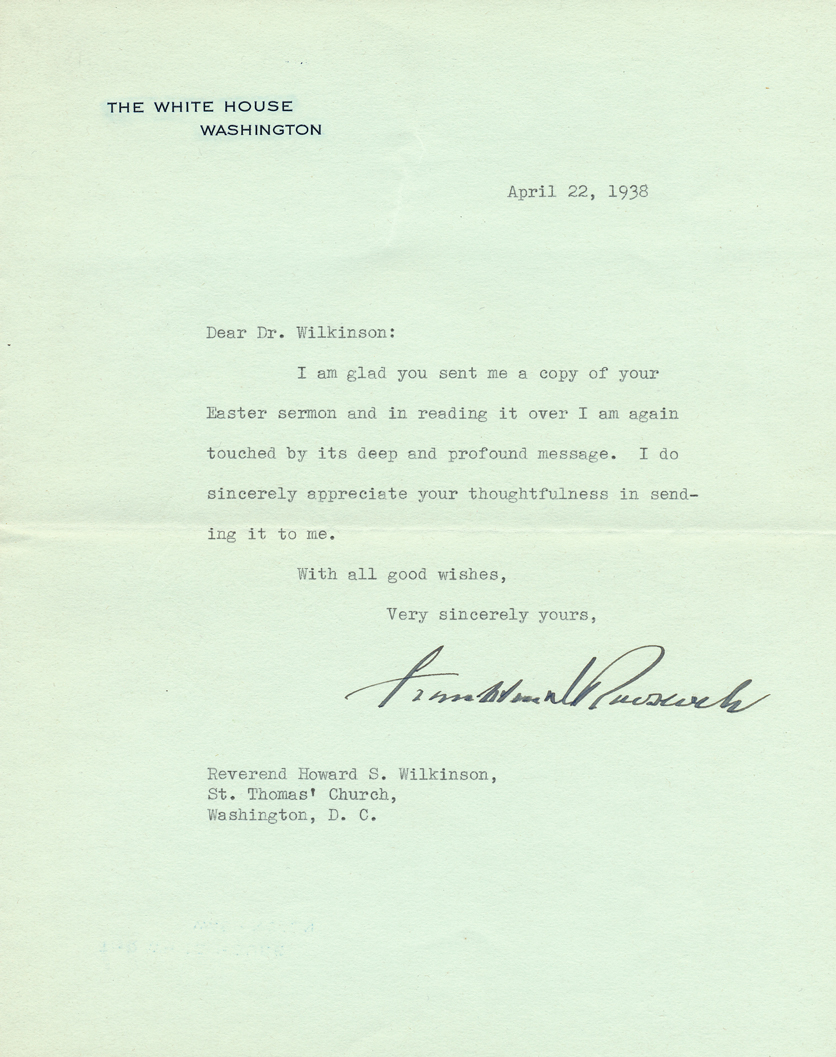 THE WHITE HOUSE
WASHINGTON
April 22, 1938
Dear Dr. Wilkinson:
I am glad you sent me a copy of your
Easter sermon and in reading it over I am again
touched by its deep and profound message. I do
sincerely appreciate your thoughtfulness in send-
ing it to me.
With all good wishes,
Very sincerely yours,
Franklin D Roosevelt
Reverend Howard S. Wilkinson,
St. Thomas' Church,
Washington, D. C.